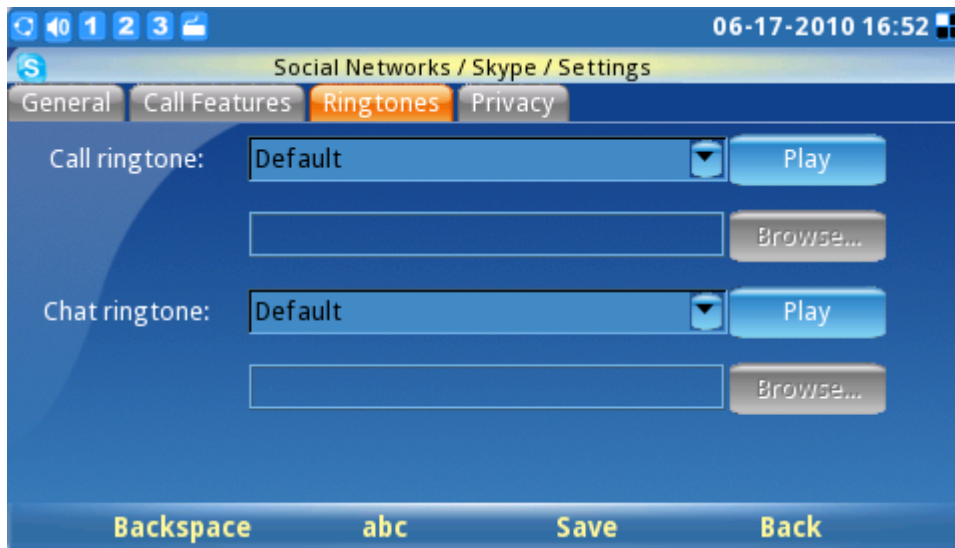 1 2 3 06-17-2010 16:52
S Social Networks / Skype / Settings
General Call Features Ringtones Privacy
Call ringtone: Default Play
Browse...
Chat ringtone: Default Play
Browse...
Backspace abc Save Back